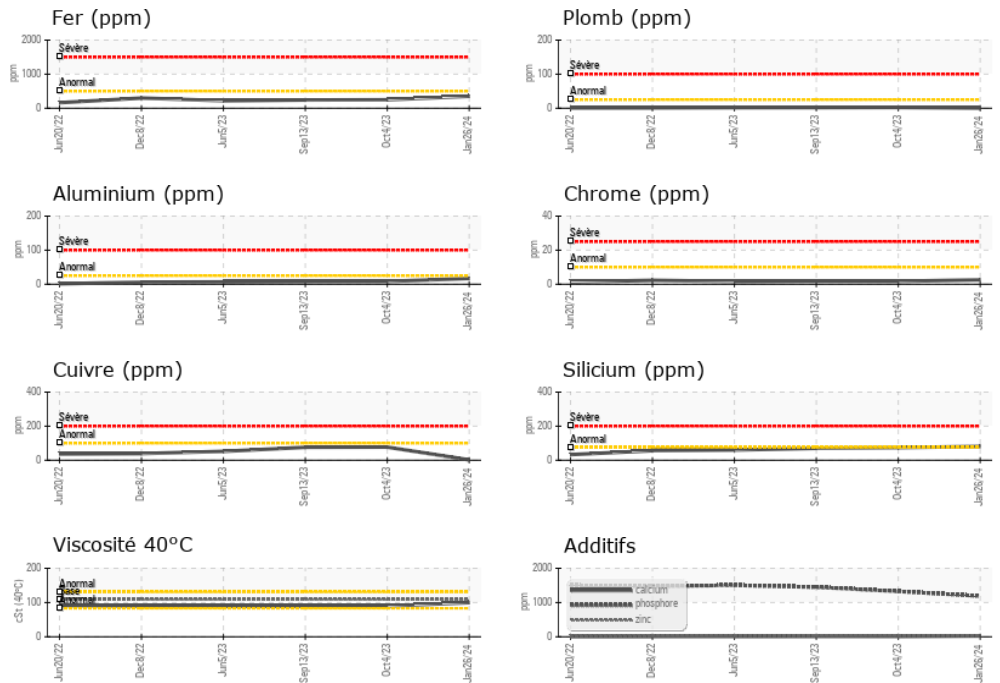 Fer (ppm)
2000
1000
0
ppm
Sévère
Anormal
Jun20/22
Dec8/22
Jun5/23
Sep13/23
Oct4/23
Jan26/24
Plomb (ppm)
200
100
0
ppm
Sévère
Anormal
Jun20/22
Dec8/22
Jun5/23
Sep13/23
Oct4/23
Jan26/24
Aluminium (ppm)
200
100
0
ppm
Sévère
Anormal
Jun20/22
Dec8/22
Jun5/23
Sep13/23
Oct4/23
Jan26/24
Chrome (ppm)
40
20
0
ppm
Sévère
Anormal
Jun20/22
Dec8/22
Jun5/23
Sep13/23
Oct4/23
Jan26/24
Cuivre (ppm)
400
200
0
ppm
Sévère
Anormal
Jun20/22
Dec8/22
Jun5/23
Sep13/23
Oct4/23
Jan26/24
Silicium (ppm)
400
200
0
ppm
Sévère
Anormal
Jun20/22
Dec8/22
Jun5/23
Sep13/23
Oct4/23
Jan26/24
Viscosité 40°C
200
100
0
cSt (40°C)
Anormal
Base
Anormal
Jun20/22
Dec8/22
Jun5/23
Sep13/23
Oct4/23
Jan26/24
Additifs
2000
1000
0
ppm
calcium
phosphore
zinc
Jun20/22
Dec8/22
Jun5/23
Sep13/23
Oct4/23
Jan26/24